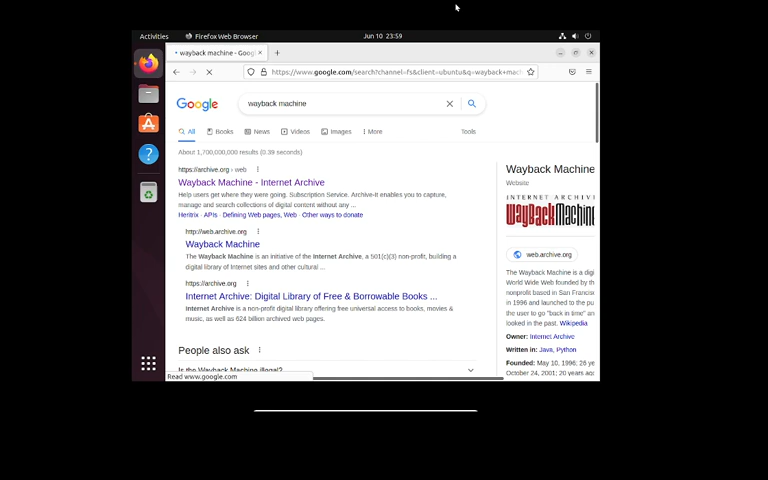 Activities
Firefox Web Browser
Jun 10 23:59
wayback machine - Goog
https://www.google.com/search?channel=fs&client=ubuntu&q=wayback+mac
Google
wayback machine
All
Books
News
Videos
Images
More
Tools
About 1,700,000,000 results (0.39 seconds)
https://archive.org › web
Wayback Machine - Internet Archive
Help users get where they were going. Subscription Service. Archive-It enables you to capture,
manage and search collections of digital content without any ...
Heritrix · APIs · Defining Web pages, Web · Other ways to donate
http://web.archive.org
Wayback Machine
The Wayback Machine is an initiative of the Internet Archive, a 501(c)(3) non-profit, building a
digital library of Internet sites and other cultural ...
https://archive.org
Internet Archive: Digital Library of Free & Borrowable Books ...
Internet Archive is a non-profit digital library offering free universal access to books, movies &
music, as well as 624 billion archived web pages.
People also ask
Is the Wayback Machine illegal?
Read www.google.com
Wayback Machine
Website
INTERNET ARCHIVE
WayBackMachine
web.archive.org
The Wayback Machine is a digi
World Wide Web founded by th
nonprofit based in San Francisc
in 1996 and launched to the pu
the user to go "back in time" an
looked in the past. Wikipedia
Owner: Internet Archive
Written in: Java, Python
Founded: May 10, 1996; 26 ye
October 24, 2001; 20 years ago